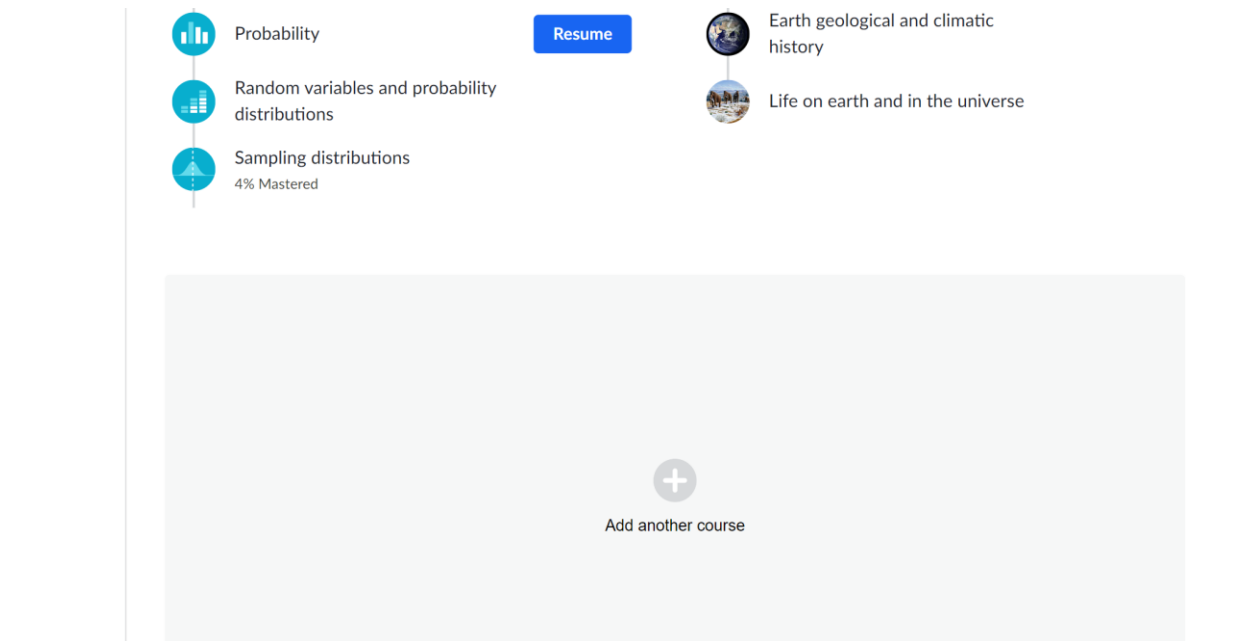 Probability
Resume
Random variables and probability
distributions
Sampling distributions
4% Mastered
Earth geological and climatic
history
Life on earth and in the universe
Add another course